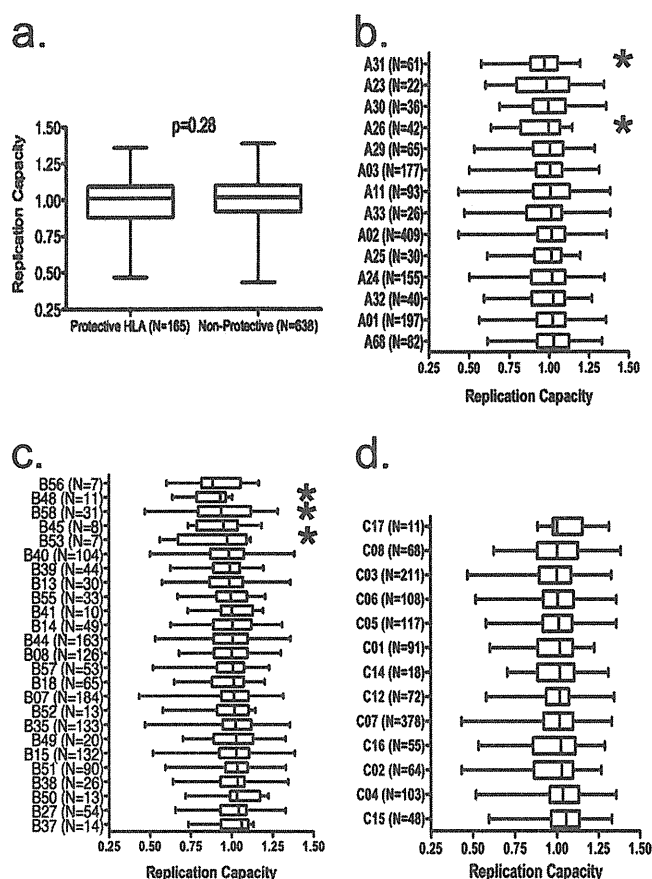 a.
p=0.28
Replication Capacity
1.50
1.25
1.00
0.75
0.50
0.25
Protective HLA (N=165) Non-Protective (N=638)
b.
A31 (N=61) *
A23 (N=22)
A30 (N=36)
A26 (N=42) *
A29 (N=65)
A03 (N=177)
A11 (N=93)
A33 (N=26)
A02 (N=409)
A25 (N=30)
A24 (N=155)
A32 (N=40)
A01 (N=197)
A68 (N=82)
0.25 0.50 0.75 1.00 1.25 1.50
Replication Capacity
c.
B56 (N=7)
B48 (N=11) *
B58 (N=31) *
B45 (N=8)
B53 (N=7) *
B40 (N=104)
B39 (N=44)
B13 (N=30)
B55 (N=33)
B41 (N=10)
B14 (N=49)
B44 (N=163)
B08 (N=126)
B57 (N=53)
B18 (N=65)
B07 (N=184)
B52 (N=13)
B35 (N=133)
B49 (N=20)
B15 (N=132)
B51 (N=90)
B38 (N=26)
B50 (N=13)
B27 (N=54)
B37 (N=14)
0.25 0.50 0.75 1.00 1.25 1.50
Replication Capacity
d.
C17 (N=11)
C08 (N=68)
C03 (N=211)
C06 (N=108)
C05 (N=117)
C01 (N=91)
C14 (N=18)
C12 (N=72)
C07 (N=378)
C16 (N=55)
C02 (N=64)
C04 (N=103)
C15 (N=48)
0.25 0.50 0.75 1.00 1.25 1.50
Replication Capacity